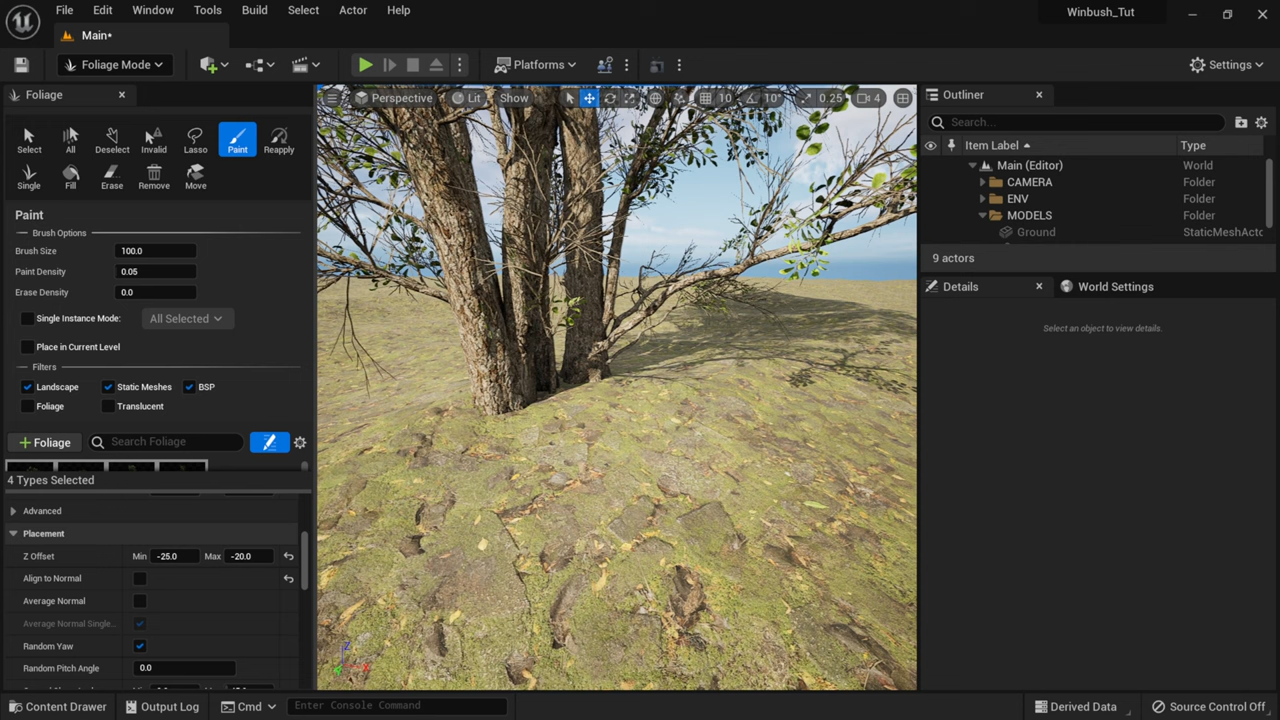 File Edit Window Tools Build Select Actor Help
Winbush_Tut
Main*
Foliage Mode
Platforms
Settings
Foliage
Select All Deselect Invalid Lasso Paint Reapply
Single Fill Erase Remove Move
Paint
Brush Options
Brush Size 100.0
Paint Density 0.05
Erase Density 0.0
Single Instance Mode: All Selected
Place in Current Level
Filters
Landscape Static Meshes BSP
Foliage Translucent
+ Foliage Search Foliage
4 Types Selected
Advanced
Placement
Z Offset Min -25.0 Max -20.0
Align to Normal
Average Normal
Average Normal Single...
Random Yaw
Random Pitch Angle 0.0
Perspective Lit Show 10 10° 0.25 4
Z
X
Outliner
Search...
Item Label Type
Main (Editor) World
CAMERA Folder
ENV Folder
MODELS Folder
Ground StaticMeshActo
9 actors
Details World Settings
Select an object to view details.
Content Drawer Output Log Cmd Enter Console Command Derived Data Source Control Off